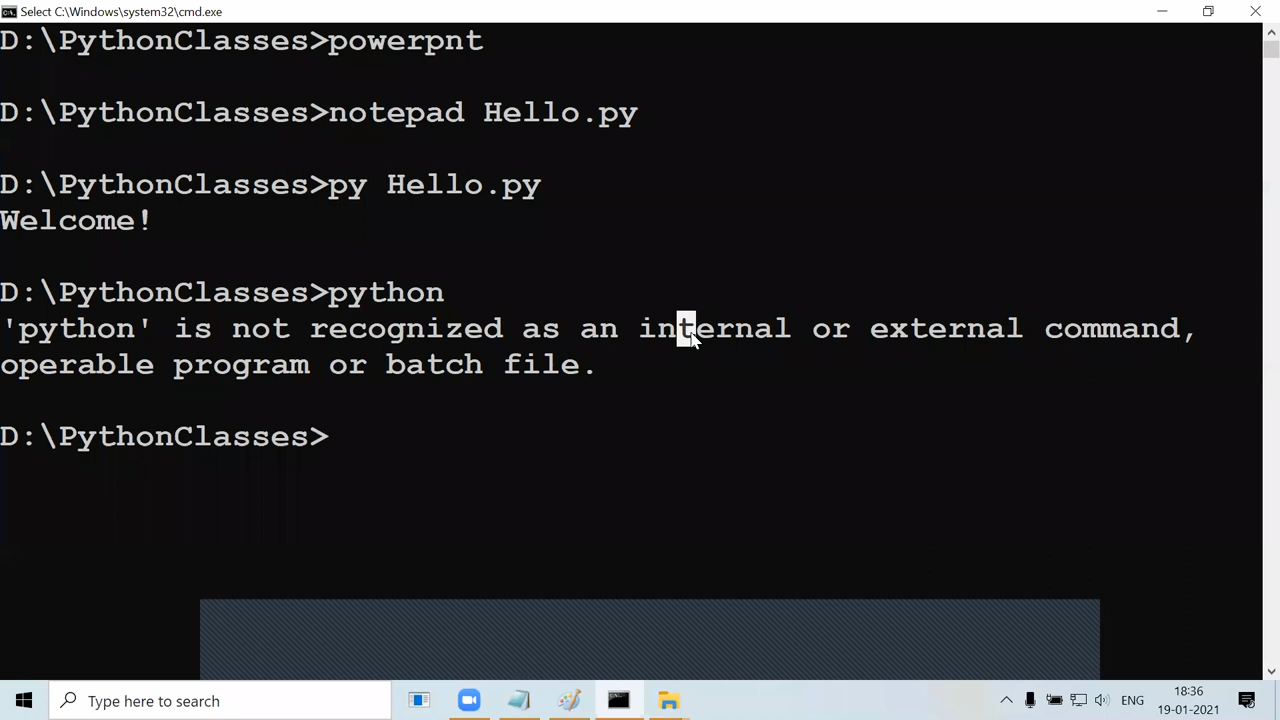 Select C:\Windows\system32\cmd.exe
D:\PythonClasses>powerpnt
D:\PythonClasses>notepad Hello.py
D:\PythonClasses>py Hello.py
Welcome!
D:\PythonClasses>python
'python' is not recognized as an internal or external command,
operable program or batch file.
D:\PythonClasses>
Type here to search
ENG
18:36
19-01-2021